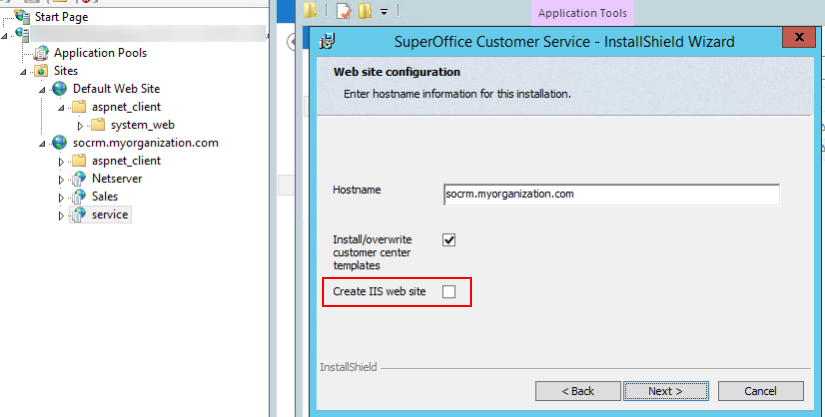 Start Page
Application Pools
Sites
Default Web Site
aspnet_client
system_web
socrm.myorganization.com
aspnet_client
Netserver
Sales
service
Application Tools
SuperOffice Customer Service - InstallShield Wizard
x
Web site configuration
Enter hostname information for this installation.
Hostname
socrm.myorganization.com
Install/overwrite
customer center
templates
Create IIS web site
InstallShield
< Back
Next >
Cancel